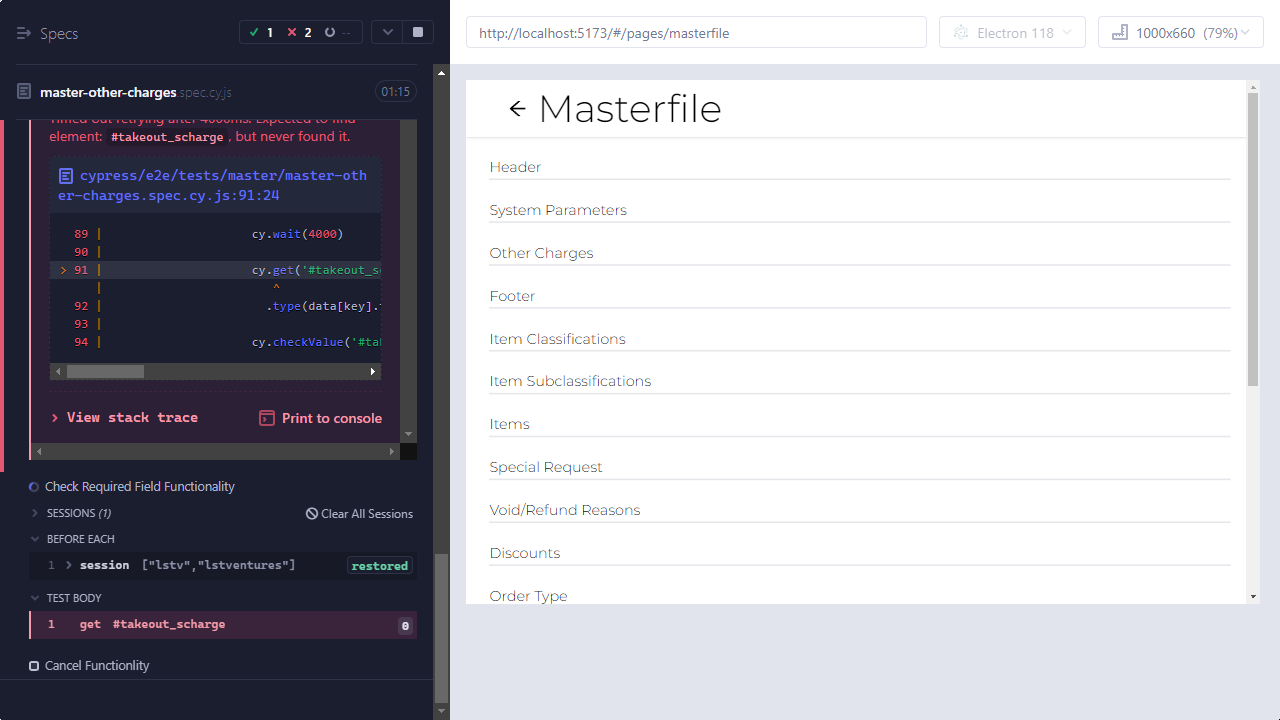 Specs
1
2
--
master-other-charges.spec.cy.js
01:15
Timed out retrying after 4000ms: Expected to find
element: #takeout_scharge, but never found it.
cypress/e2e/tests/master/master-oth
er-charges.spec.cy.js:91:24
89 | cy.wait(4000)
90 |
> 91 | cy.get('#takeout_sc
| ^
92 | .type(data[key].
93 |
94 | cy.checkValue('#tak
View stack trace
Print to console
Check Required Field Functionality
SESSIONS (1)
Clear All Sessions
BEFORE EACH
1 session ["lstv","lstventures"] restored
TEST BODY
1 get #takeout_scharge 0
Cancel Functionlity
http://localhost:5173/#/pages/masterfile
Electron 118
1000x660 (79%)
Masterfile
Header
System Parameters
Other Charges
Footer
Item Classifications
Item Subclassifications
Items
Special Request
Void/Refund Reasons
Discounts
Order Type